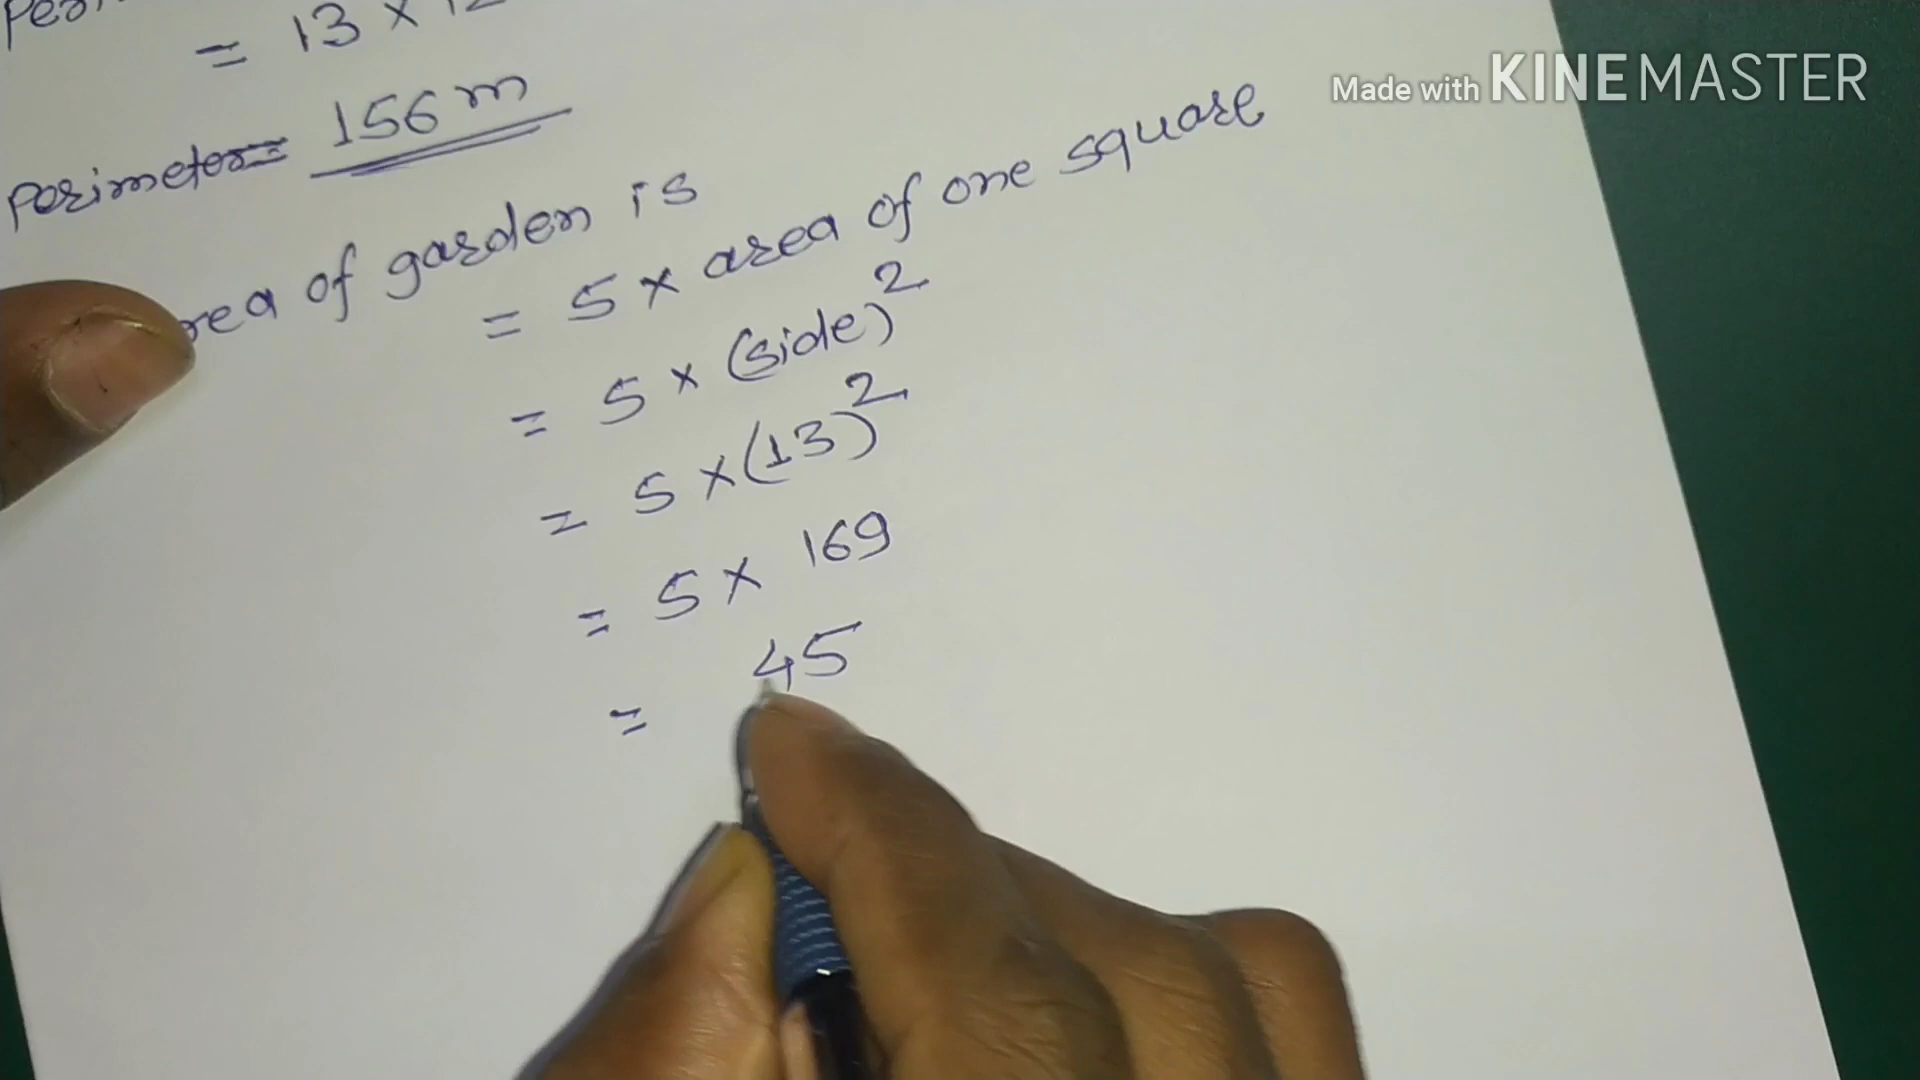 = 13 × 12
Perimeter= 156 m
of garden is
= 5 × area of one square
= 5 × (side)²
= 5 × (13)²
= 5 × 169
= 45
Made with KINEMASTER